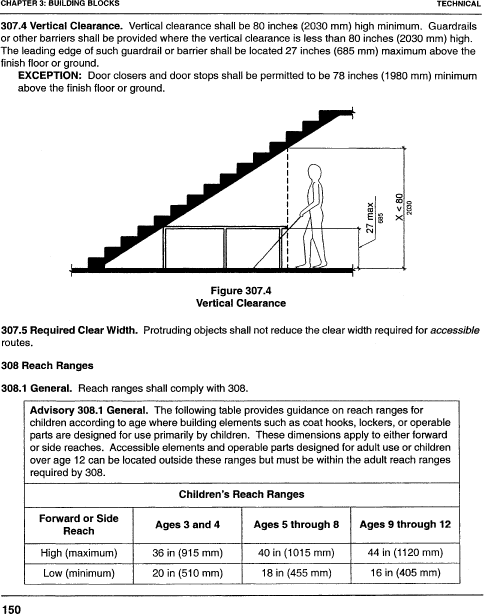 CHAPTER 3: BUILDING BLOCKS TECHNICAL
307.4 Vertical Clearance. Vertical clearance shall be 80 inches (2030 mm) high minimum. Guardrails
or other barriers shall be provided where the vertical clearance is less than 80 inches (2030 mm) high.
The leading edge of such guardrail or barrier shall be located 27 inches (685 mm) maximum above the
finish floor or ground.
EXCEPTION: Door closers and door stops shall be permitted to be 78 inches (1980 mm) minimum
above the finish floor or ground.
27 max
685
X < 80
2030
Figure 307.4
Vertical Clearance
307.5 Required Clear Width. Protruding objects shall not reduce the clear width required for accessible
routes.
308 Reach Ranges
308.1 General. Reach ranges shall comply with 308.
Advisory 308.1 General. The following table provides guidance on reach ranges for
children according to age where building elements such as coat hooks, lockers, or operable
parts are designed for use primarily by children. These dimensions apply to either forward
or side reaches. Accessible elements and operable parts designed for adult use or children
over age 12 can be located outside these ranges but must be within the adult reach ranges
required by 308.
Children's Reach Ranges
Forward or Side
Reach
Ages 3 and 4 Ages 5 through 8 Ages 9 through 12
High (maximum) 36 in (915 mm) 40 in (1015 mm) 44 in (1120 mm)
Low (minimum) 20 in (510 mm) 18 in (455 mm) 16 in (405 mm)
150